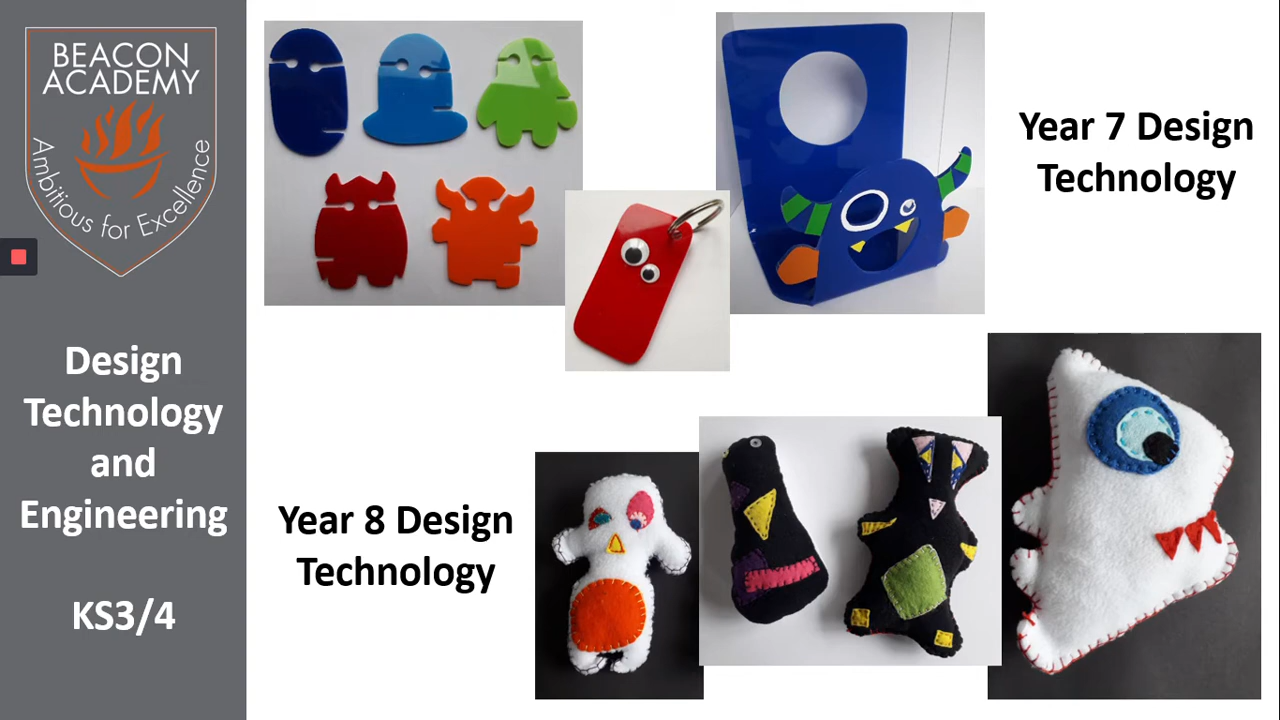 BEACON
ACADEMY
Ambitious for Excellence
Design
Technology
and
Engineering
KS3/4
Year 7 Design
Technology
Year 8 Design
Technology